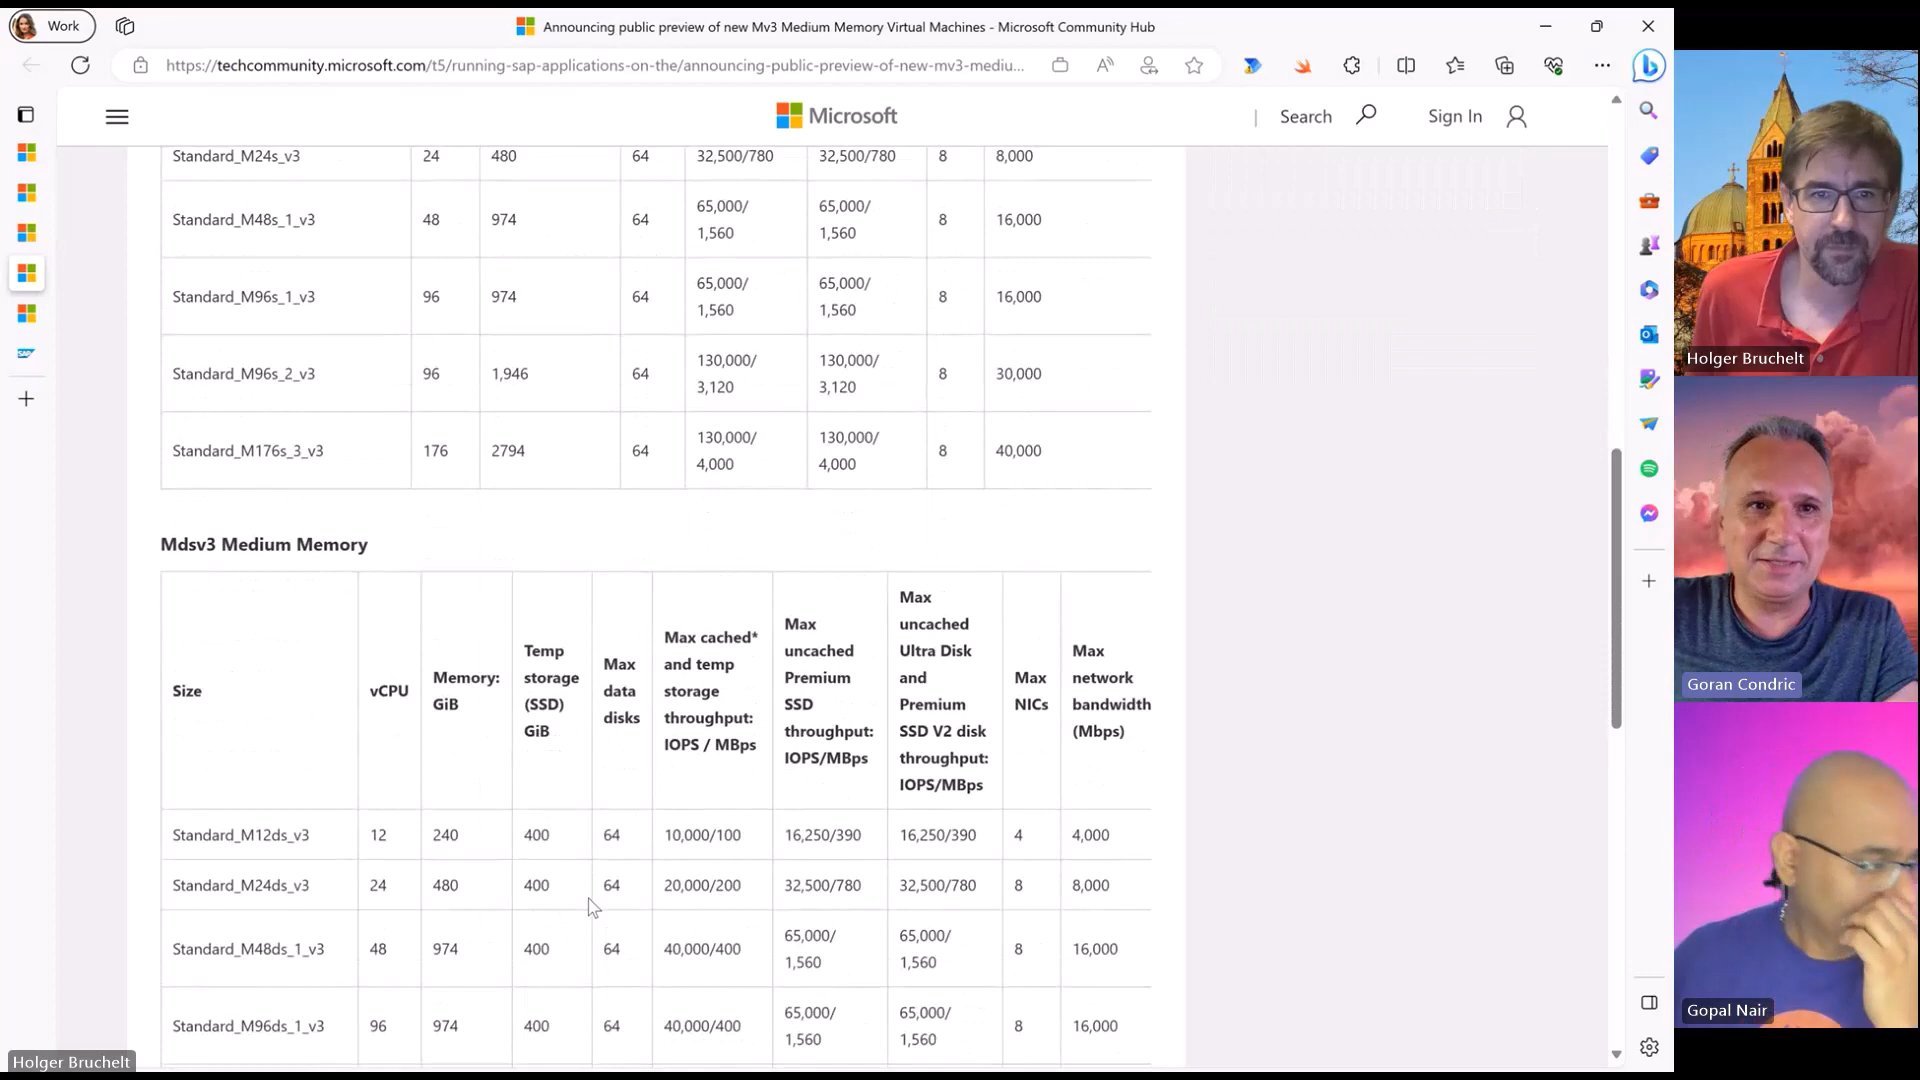 Work
Announcing public preview of new Mv3 Medium Memory Virtual Machines - Microsoft Community Hub
https://techcommunity.microsoft.com/t5/running-sap-applications-on-the/announcing-public-preview-of-new-mv3-mediu...
Microsoft
Search
Sign In
Standard_M24s_v3 24 480 64 32,500/780 32,500/780 8 8,000
Standard_M48s_1_v3 48 974 64 65,000/ 1,560 65,000/ 1,560 8 16,000
Standard_M96s_1_v3 96 974 64 65,000/ 1,560 65,000/ 1,560 8 16,000
Standard_M96s_2_v3 96 1,946 64 130,000/ 3,120 130,000/ 3,120 8 30,000
Standard_M176s_3_v3 176 2794 64 130,000/ 4,000 130,000/ 4,000 8 40,000
Mdsv3 Medium Memory
Size
vCPU
Memory:
GiB
Temp
storage
(SSD)
GiB
Max
data
disks
Max cached*
and temp
storage
throughput:
IOPS / MBps
Max
uncached
Premium
SSD
throughput:
IOPS/MBps
Max
uncached
Ultra Disk
and
Premium
SSD V2 disk
throughput:
IOPS/MBps
Max
NICs
Max
network
bandwidth
(Mbps)
Standard_M12ds_v3 12 240 400 64 10,000/100 16,250/390 16,250/390 4 4,000
Standard_M24ds_v3 24 480 400 64 20,000/200 32,500/780 32,500/780 8 8,000
Standard_M48ds_1_v3 48 974 400 64 40,000/400 65,000/ 1,560 65,000/ 1,560 8 16,000
Standard_M96ds_1_v3 96 974 400 64 40,000/400 65,000/ 1,560 65,000/ 1,560 8 16,000
Holger Bruchelt
Holger Bruchelt
Goran Condric
Gopal Nair